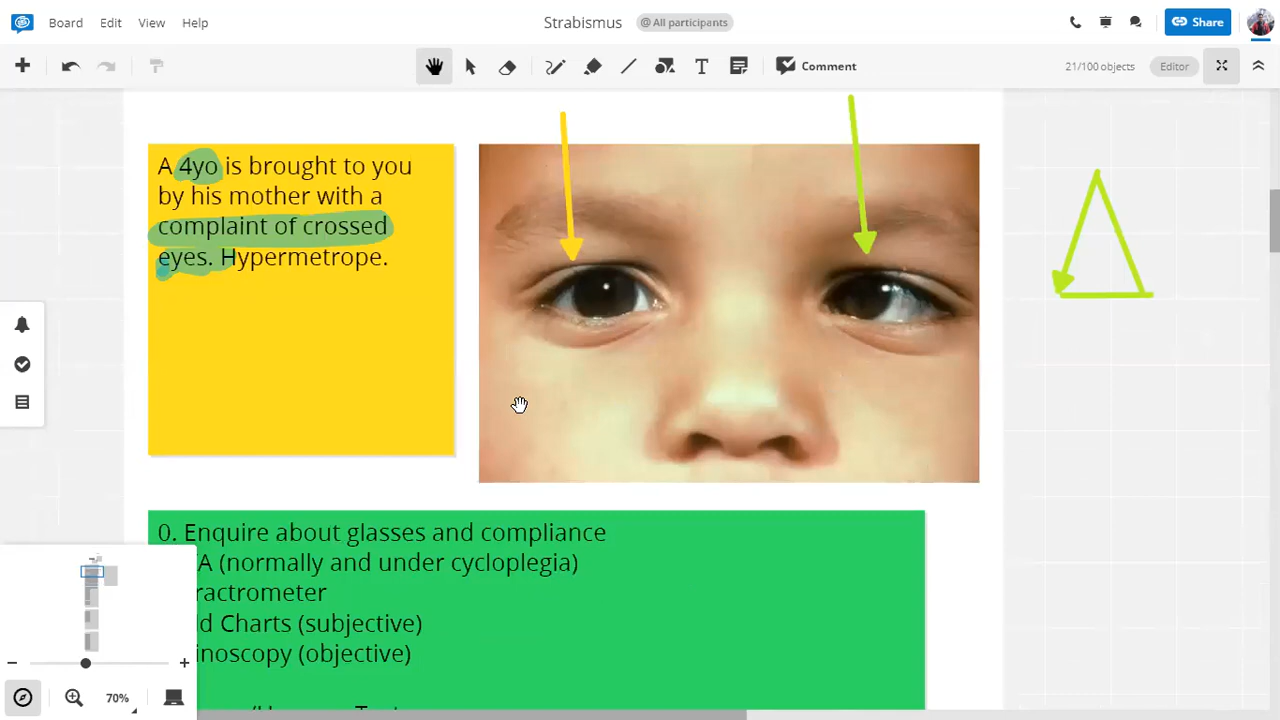 Board Edit View Help
Strabismus @ All participants
Share
Comment
21/100 objects Editor
A 4yo is brought to you
by his mother with a
complaint of crossed
eyes. Hypermetrope.
0. Enquire about glasses and compliance
(normally and under cycloplegia)
Charts (subjective)
(objective)
70%